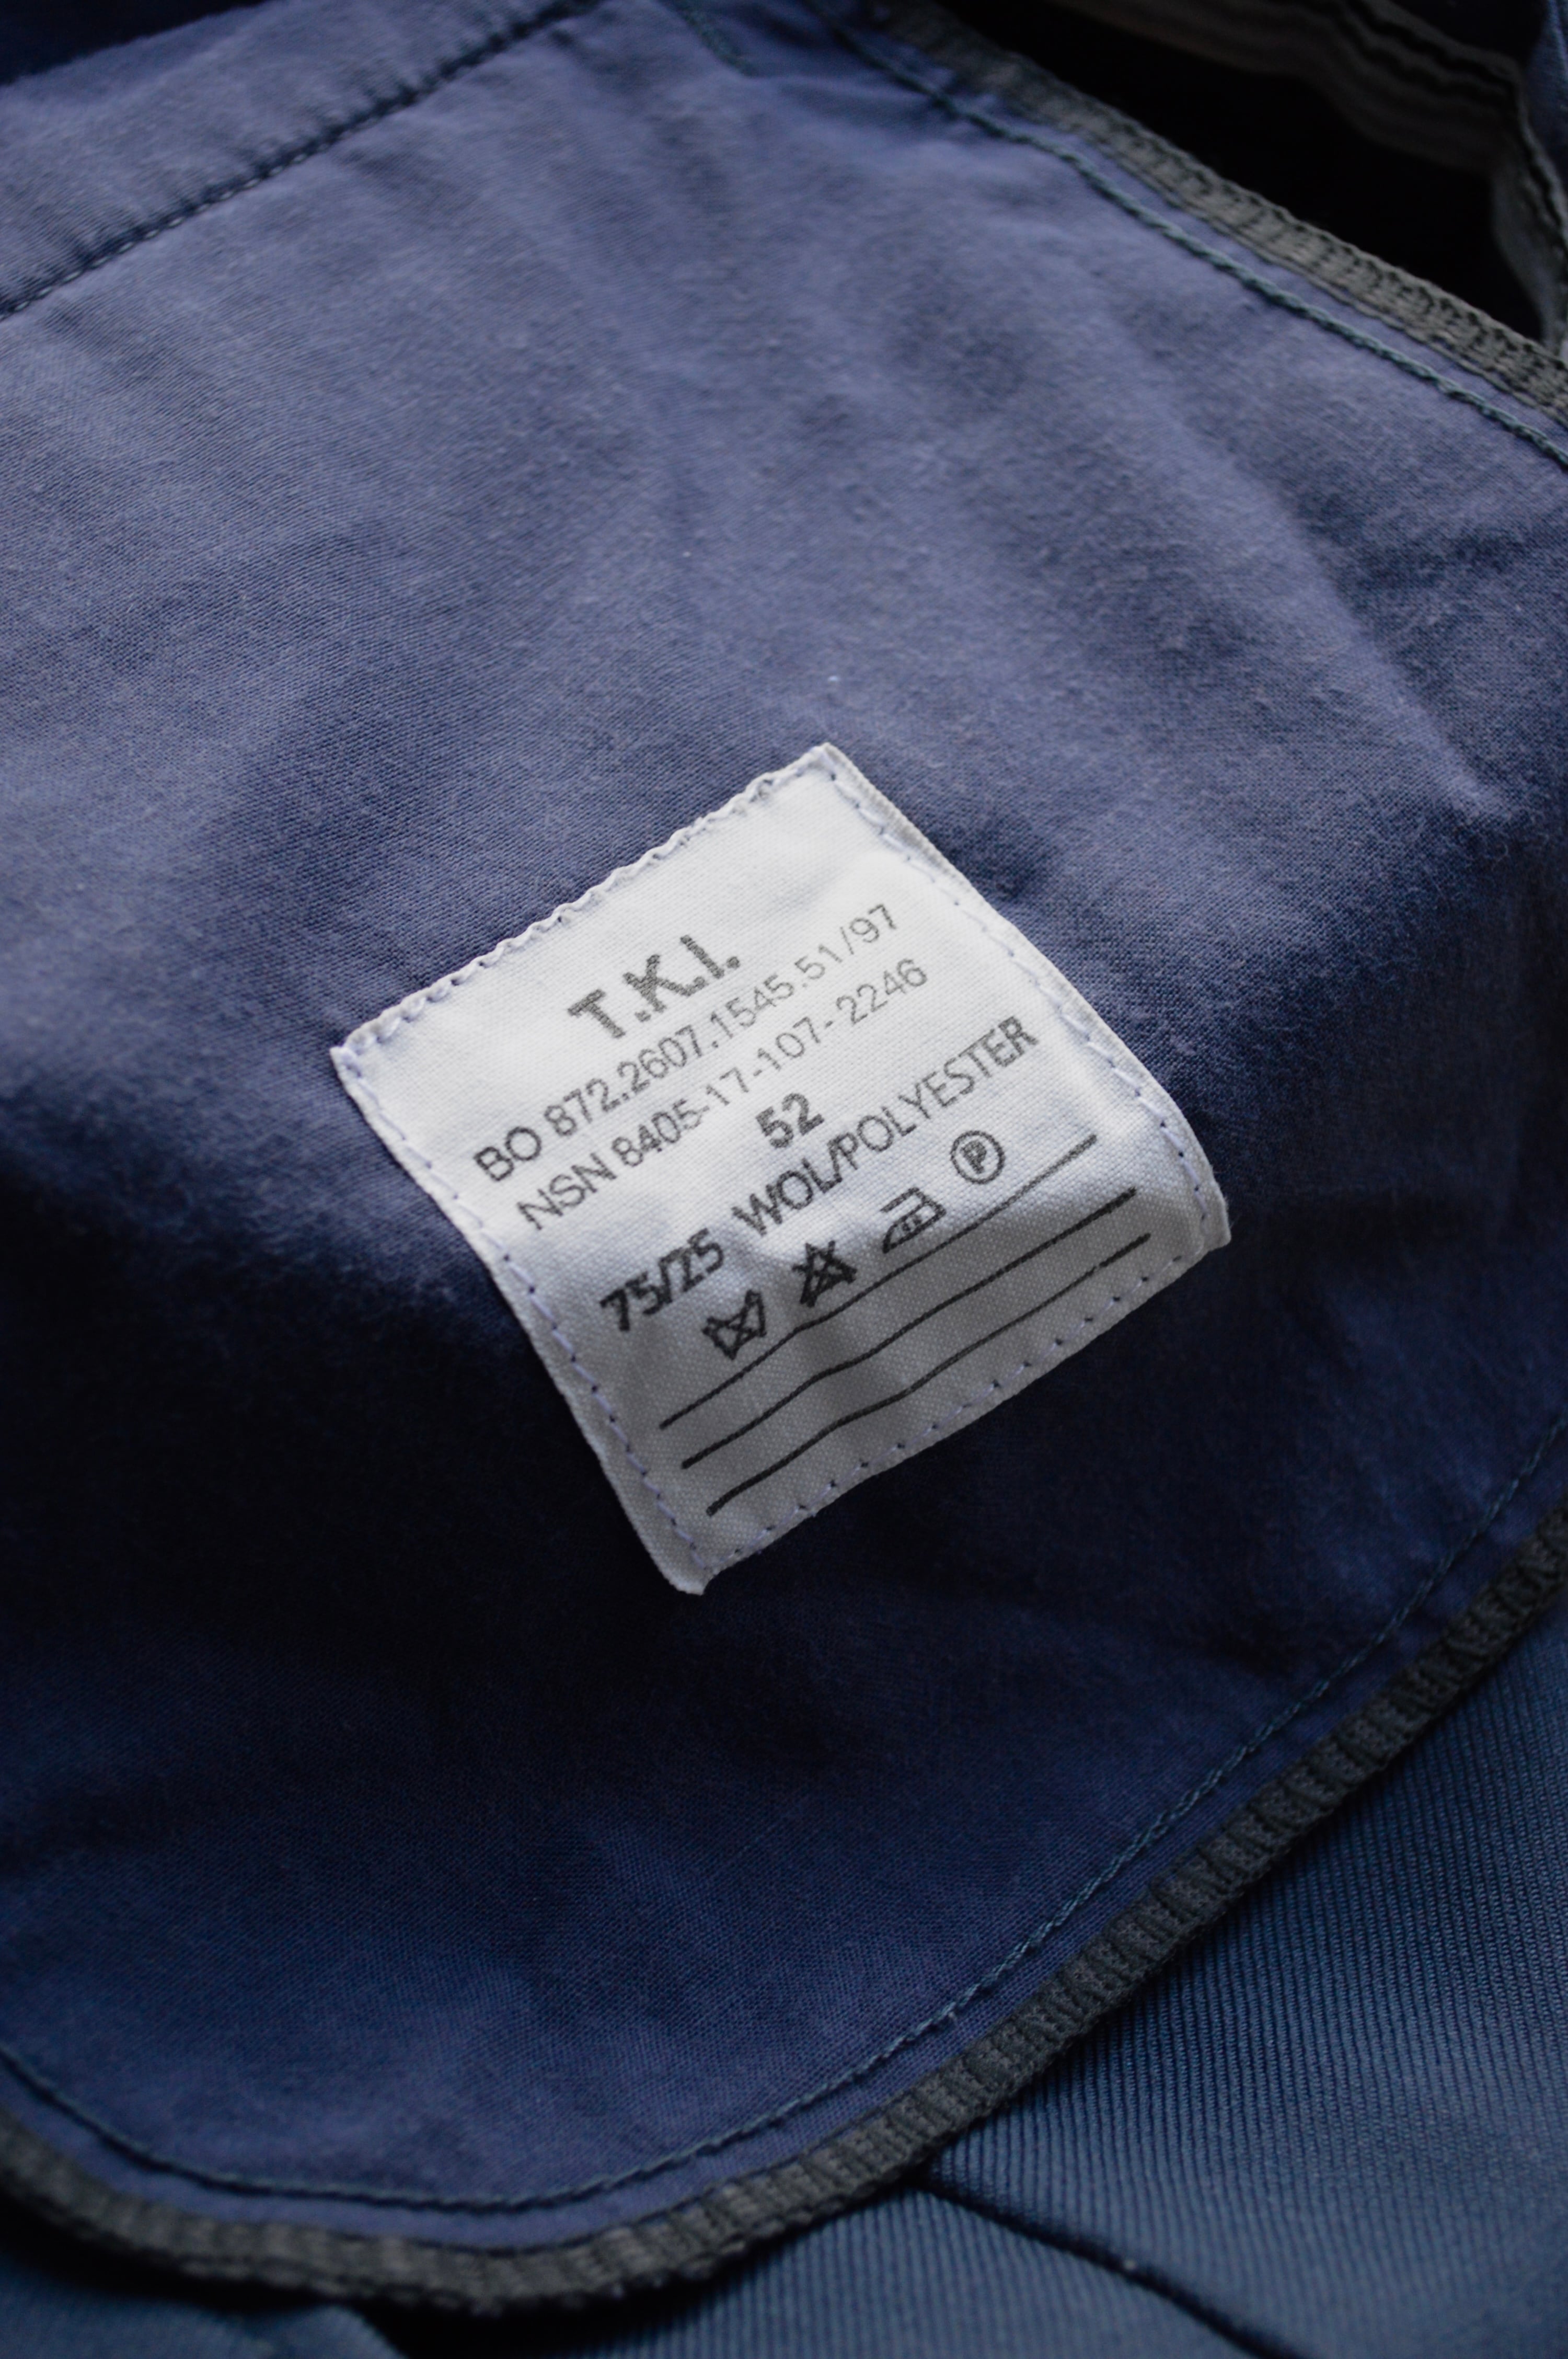 T.K.I.
BO 872.2607.1545.51/97
NSN 8405-17-107-2246
52
75/25 WOL/POLYESTER
P